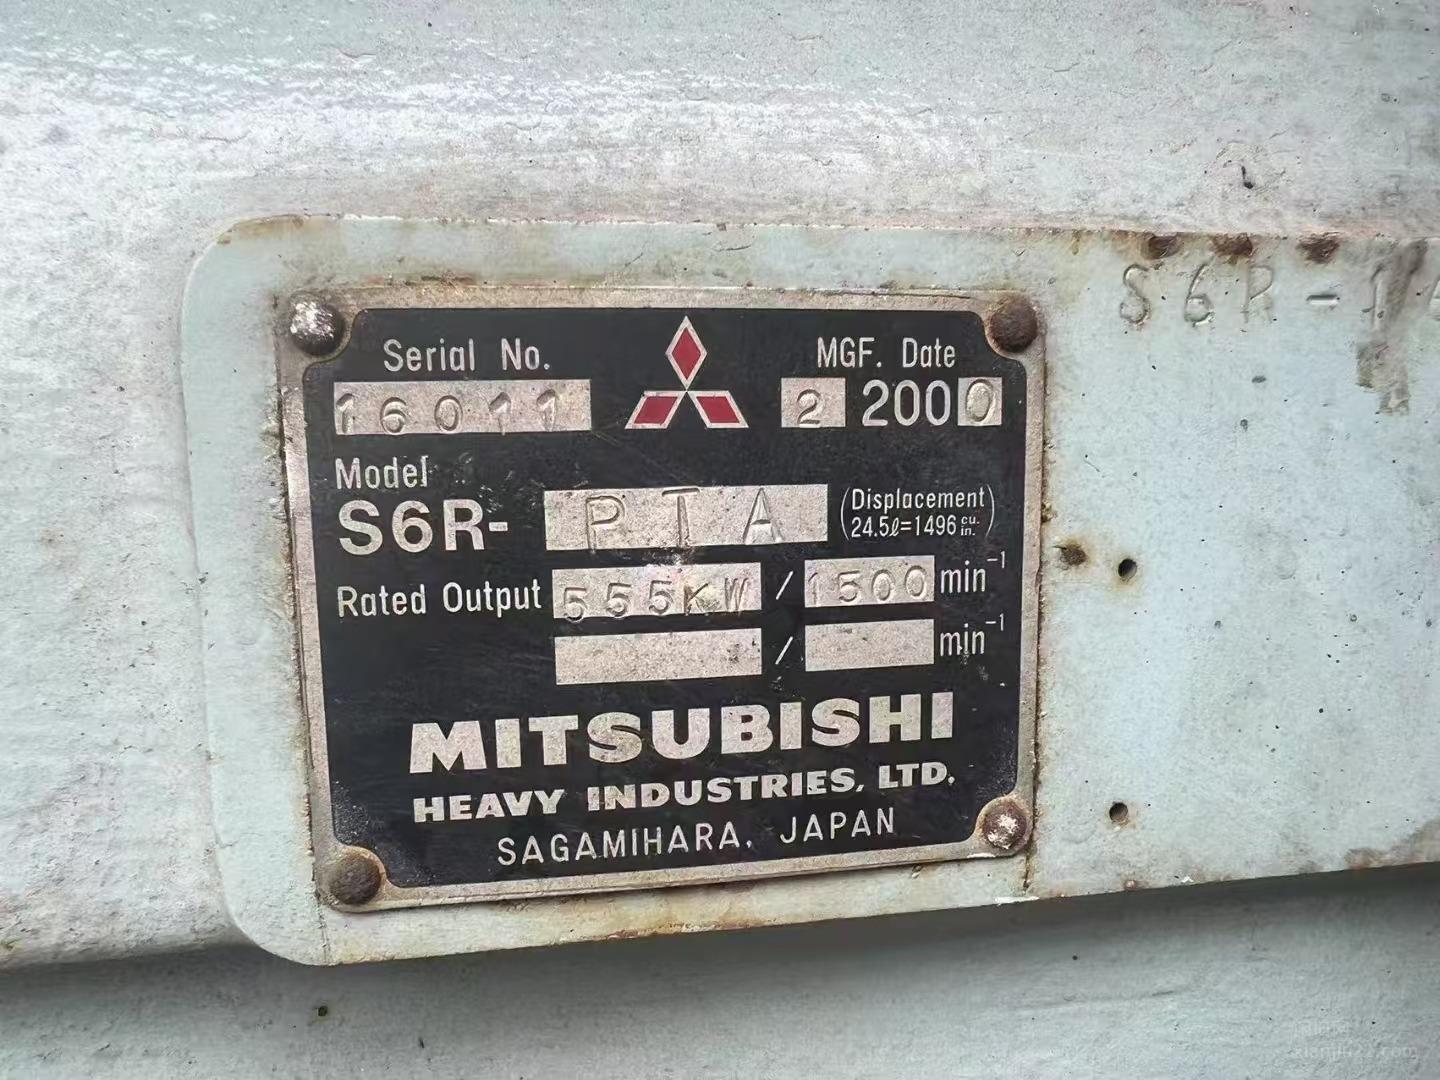 S6R-
Serial No.
MGF. Date
16011
2 2000
Model
S6R- PTA
(Displacement
24.5ℓ=1496 cu. in.)
Rated Output 555KW / 1500 min⁻¹
/ min⁻¹
MITSUBISHI
HEAVY INDUSTRIES, LTD.
SAGAMIHARA, JAPAN